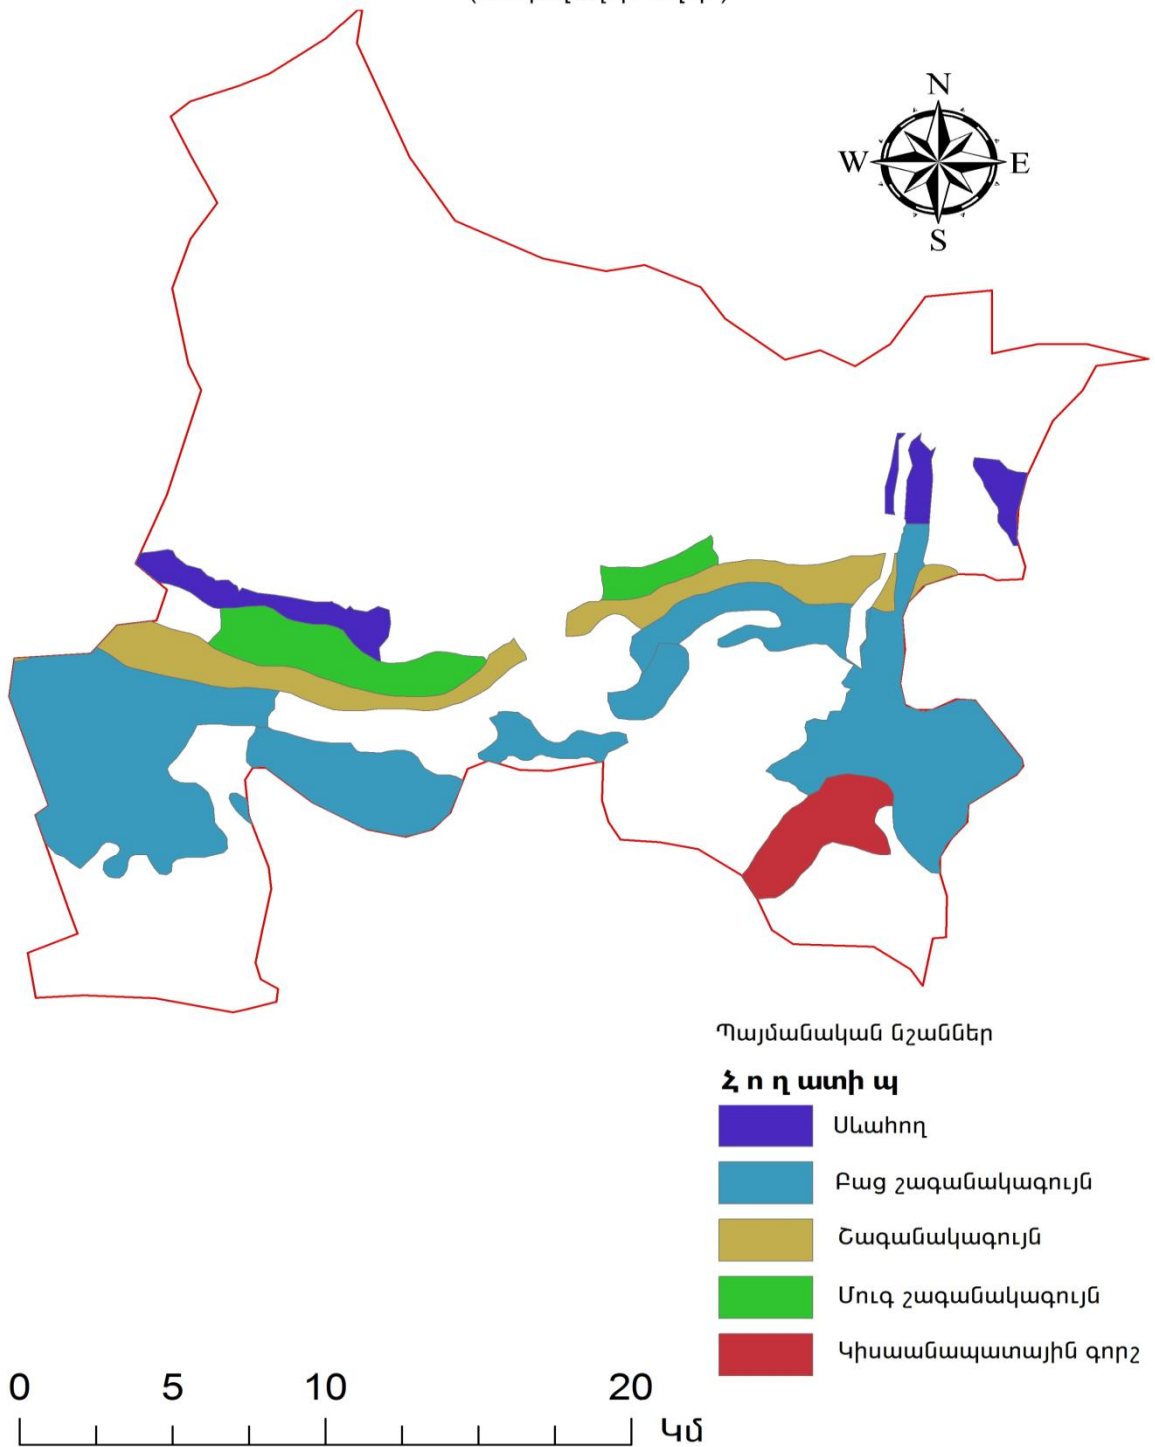 N
W E
S
Պայմանական նշաններ
Հ ո ղ ատի պ
Սևահող
Բաց շագանակագույն
Շագանակագույն
Մուգ շագանակագույն
Կիսաանապատային գորշ
0 5 10 20
Կմ